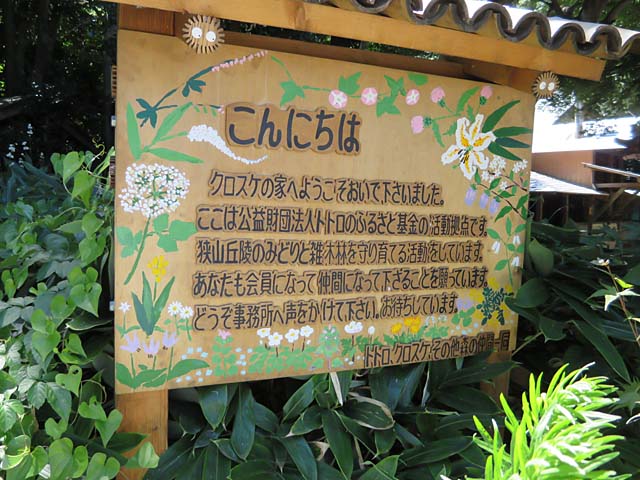 こんにちは
クロスケの家へようこそおいで下さいました。
ここは公益財団法人トトロのふるさと基金の活動拠点です。
狭山丘陵のみどりと雑木林を守り育てる活動をしています。
あなたも会員になって仲間になって下さることを願っています。
どうぞ事務所へ声をかけて下さい。お待ちしています。
トトロ、クロスケ、その他森の仲間一同